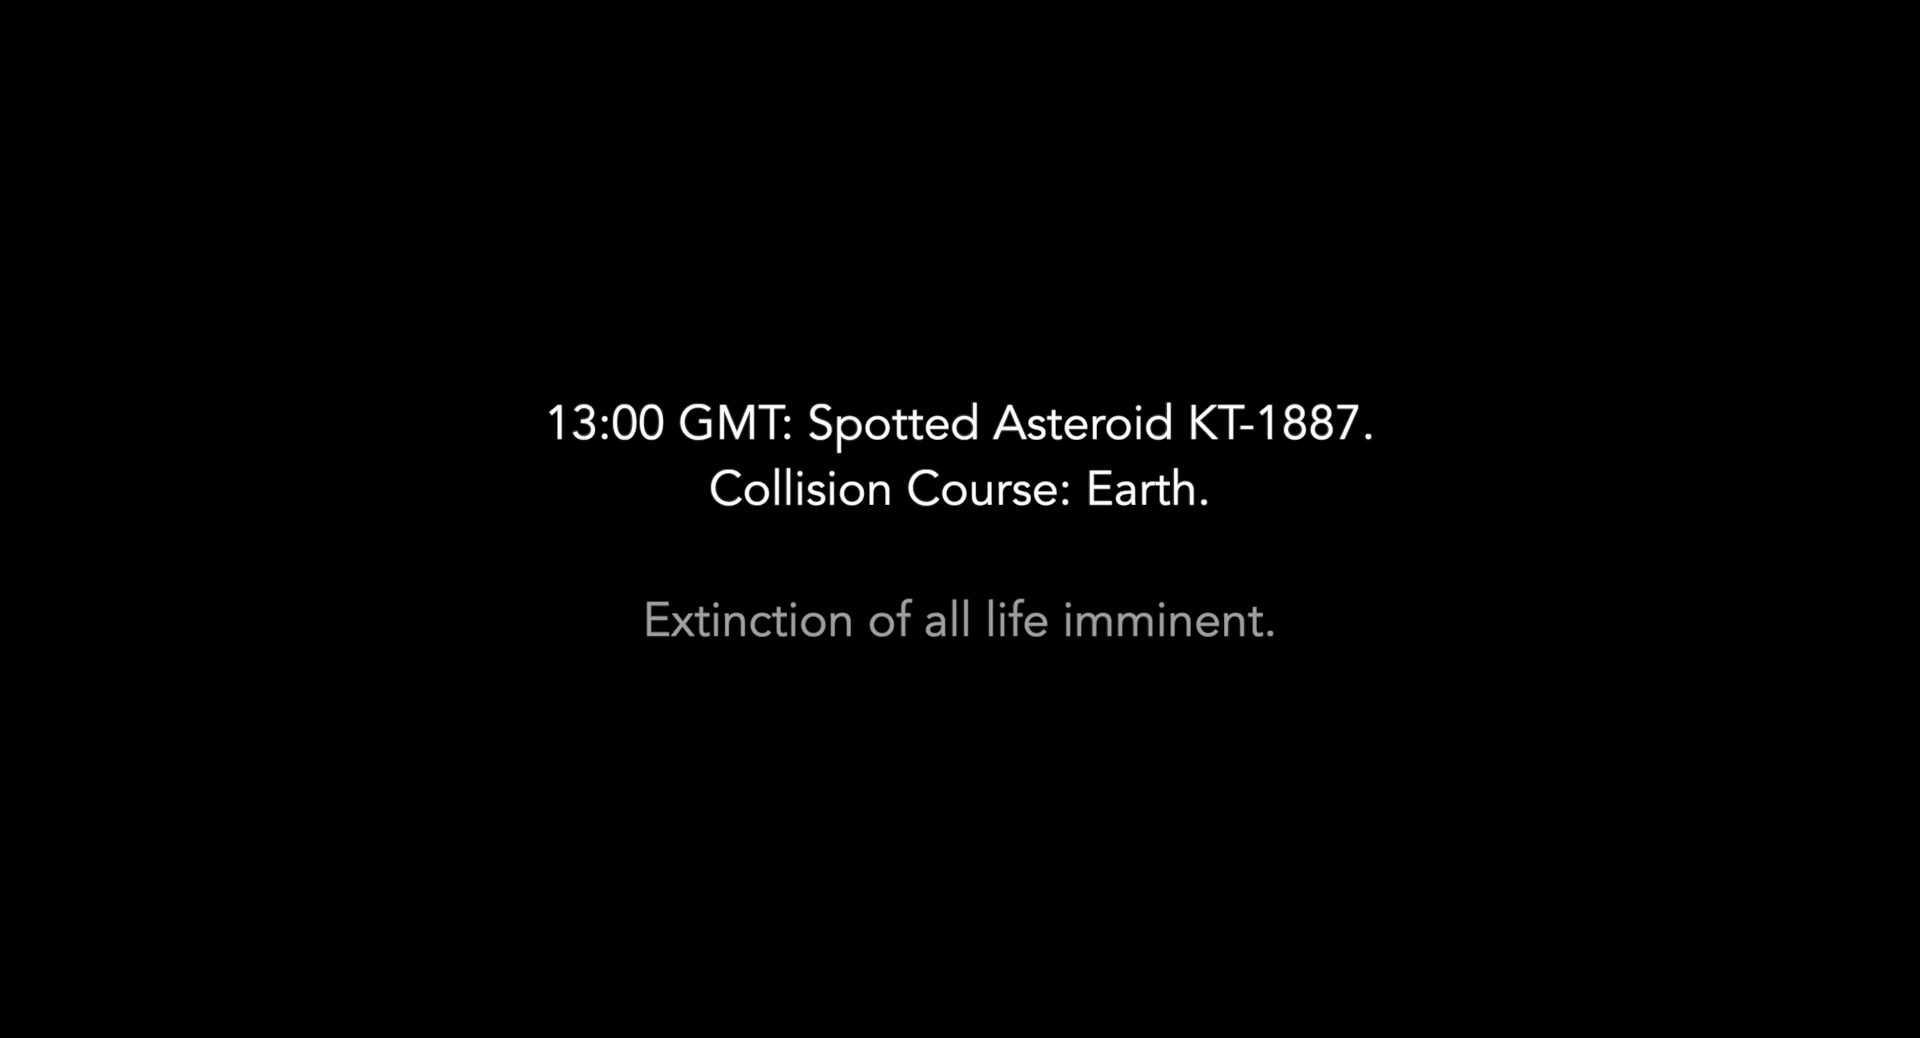 13:00 GMT: Spotted Asteroid KT-1887.
Collision Course: Earth.
Extinction of all life imminent.